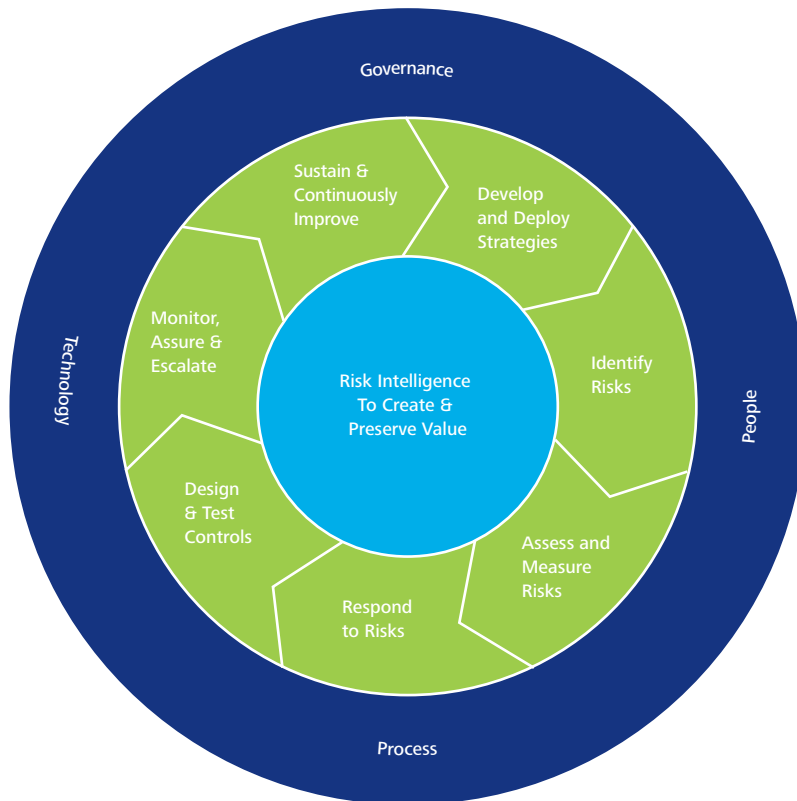 Governance
Sustain &
Continuously
Improve
Develop
and Deploy
Strategies
Monitor,
Assure &
Escalate
Identify
Risks
Technology
Risk Intelligence
To Create &
Preserve Value
People
Design
& Test
Controls
Assess and
Measure
Risks
Respond
to Risks
Process